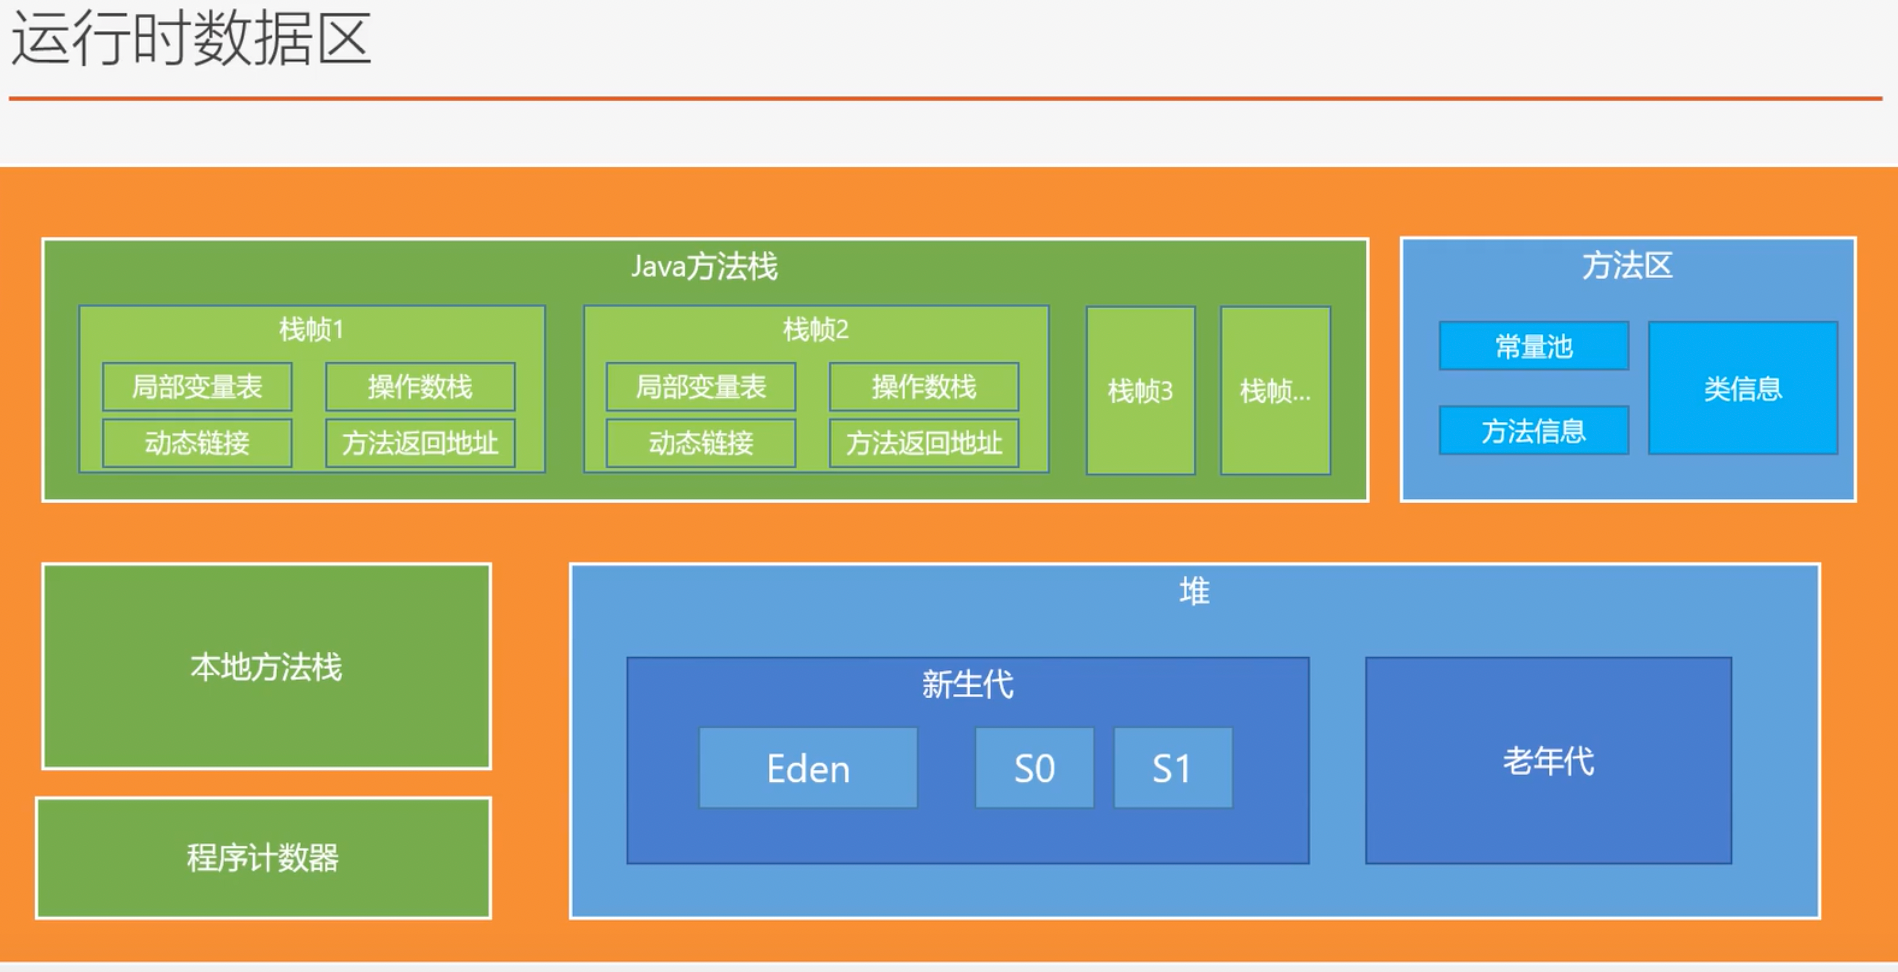 运行时数据区
Java方法栈
栈帧1
局部变量表
操作数栈
动态链接
方法返回地址
栈帧2
局部变量表
操作数栈
动态链接
方法返回地址
栈帧3
栈帧...
方法区
常量池
方法信息
类信息
本地方法栈
程序计数器
堆
新生代
Eden
S0
S1
老年代